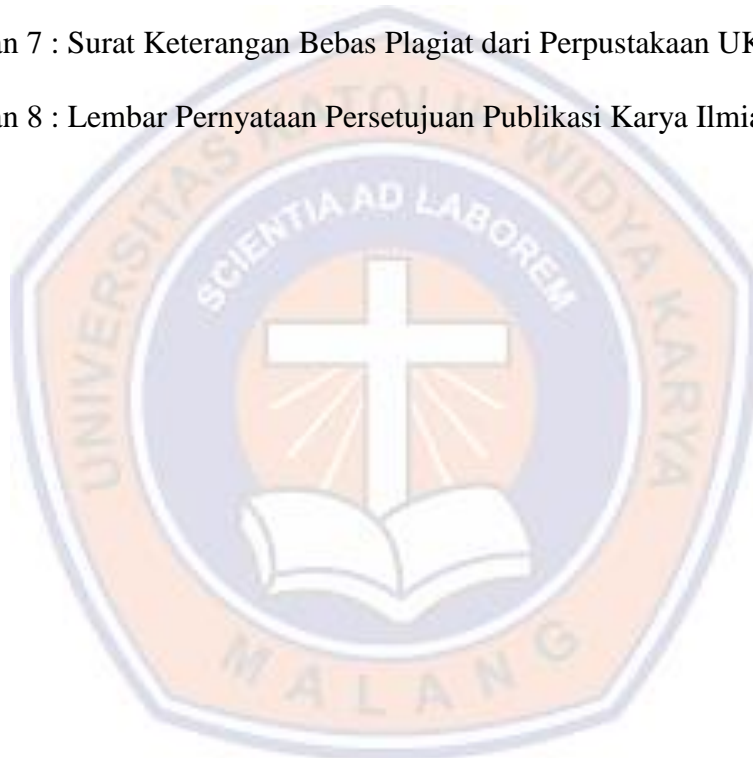 an 7 : Surat Keterangan Bebas Plagiat dari Perpustakaan UK
an 8 : Lembar Pernyataan Persetujuan Publikasi Karya Ilmia
UNIVERSITAS KATOLIK WIDYA KARYA
SCIENTIA AD LABOREM
MALANG